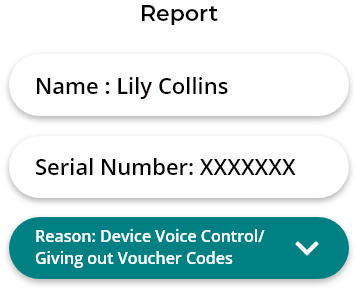 Report
Name : Lily Collins
Serial Number: XXXXXXX
Reason: Device Voice Control/
Giving out Voucher Codes